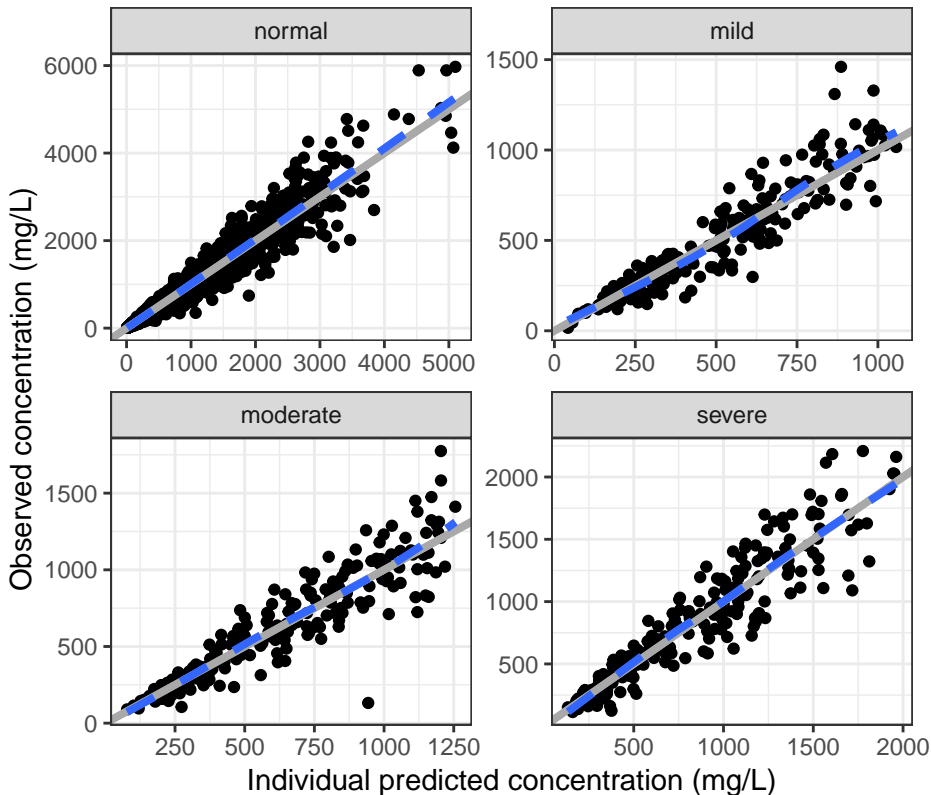 normal
mild
6000
4000
2000
0
1500
1000
500
0
0 1000 2000 3000 4000 5000
0 250 500 750 1000
moderate
severe
1500
1000
500
0
2000
1500
1000
500
250 500 750 1000 1250
500 1000 1500 2000
Observed concentration (mg/L)
Individual predicted concentration (mg/L)